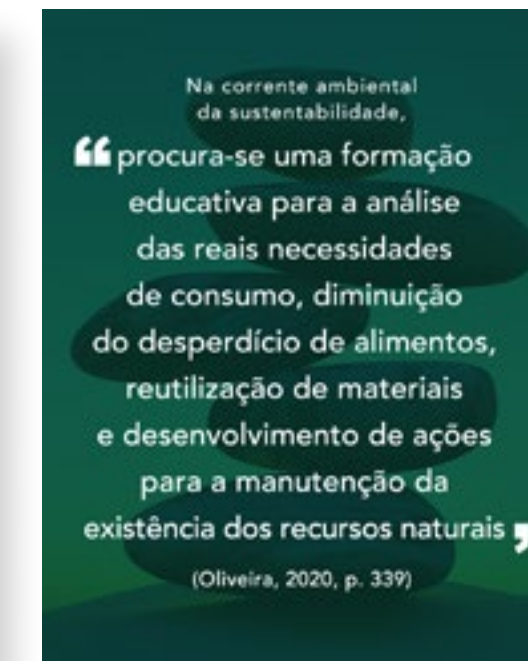 Na corrente ambiental
da sustentabilidade,
“ procura-se uma formação
educativa para a análise
das reais necessidades
de consumo, diminuição
do desperdício de alimentos,
reutilização de materiais
e desenvolvimento de ações
para a manutenção da
existência dos recursos naturais ”
(Oliveira, 2020, p. 339)